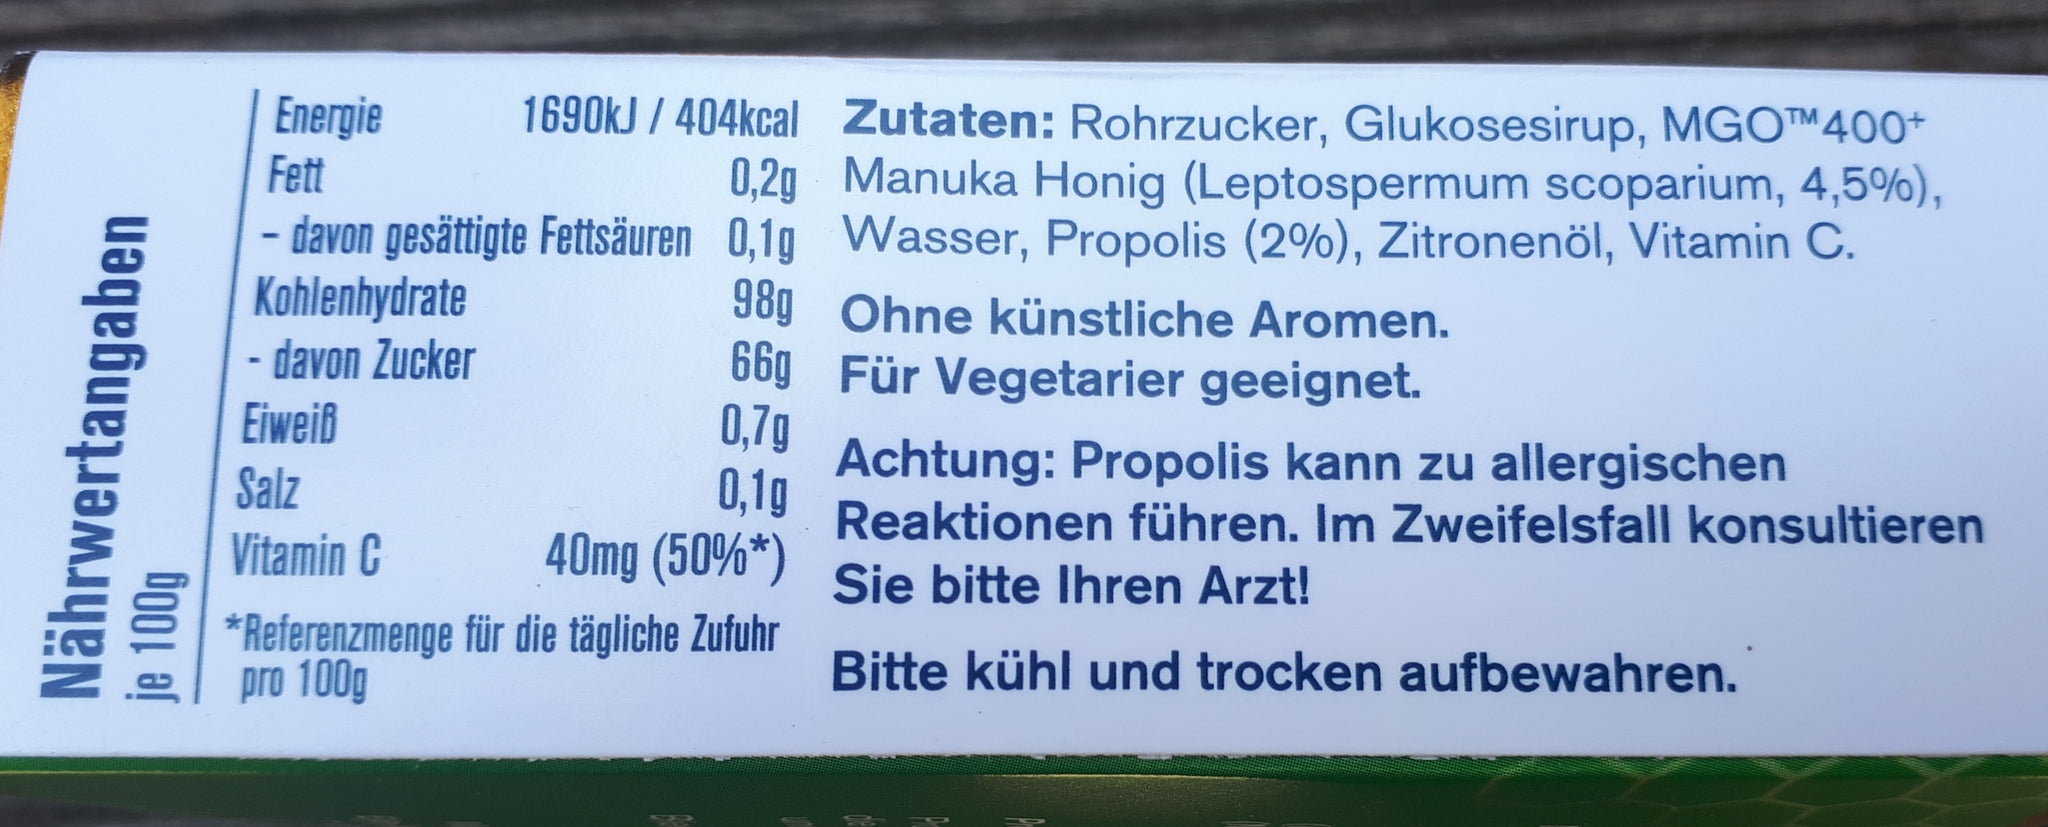 Nährwertangaben
je 100g
Energie 1690kJ / 404kcal
Fett 0,2g
– davon gesättigte Fettsäuren 0,1g
Kohlenhydrate 98g
- davon Zucker 66g
Eiweiß 0,7g
Salz 0,1g
Vitamin C 40mg (50%*)
*Referenzmenge für die tägliche Zufuhr
pro 100g
Zutaten: Rohrzucker, Glukosesirup, MGO™400⁺
Manuka Honig (Leptospermum scoparium, 4,5%),
Wasser, Propolis (2%), Zitronenöl, Vitamin C.
Ohne künstliche Aromen.
Für Vegetarier geeignet.
Achtung: Propolis kann zu allergischen
Reaktionen führen. Im Zweifelsfall konsultieren
Sie bitte Ihren Arzt!
Bitte kühl und trocken aufbewahren.